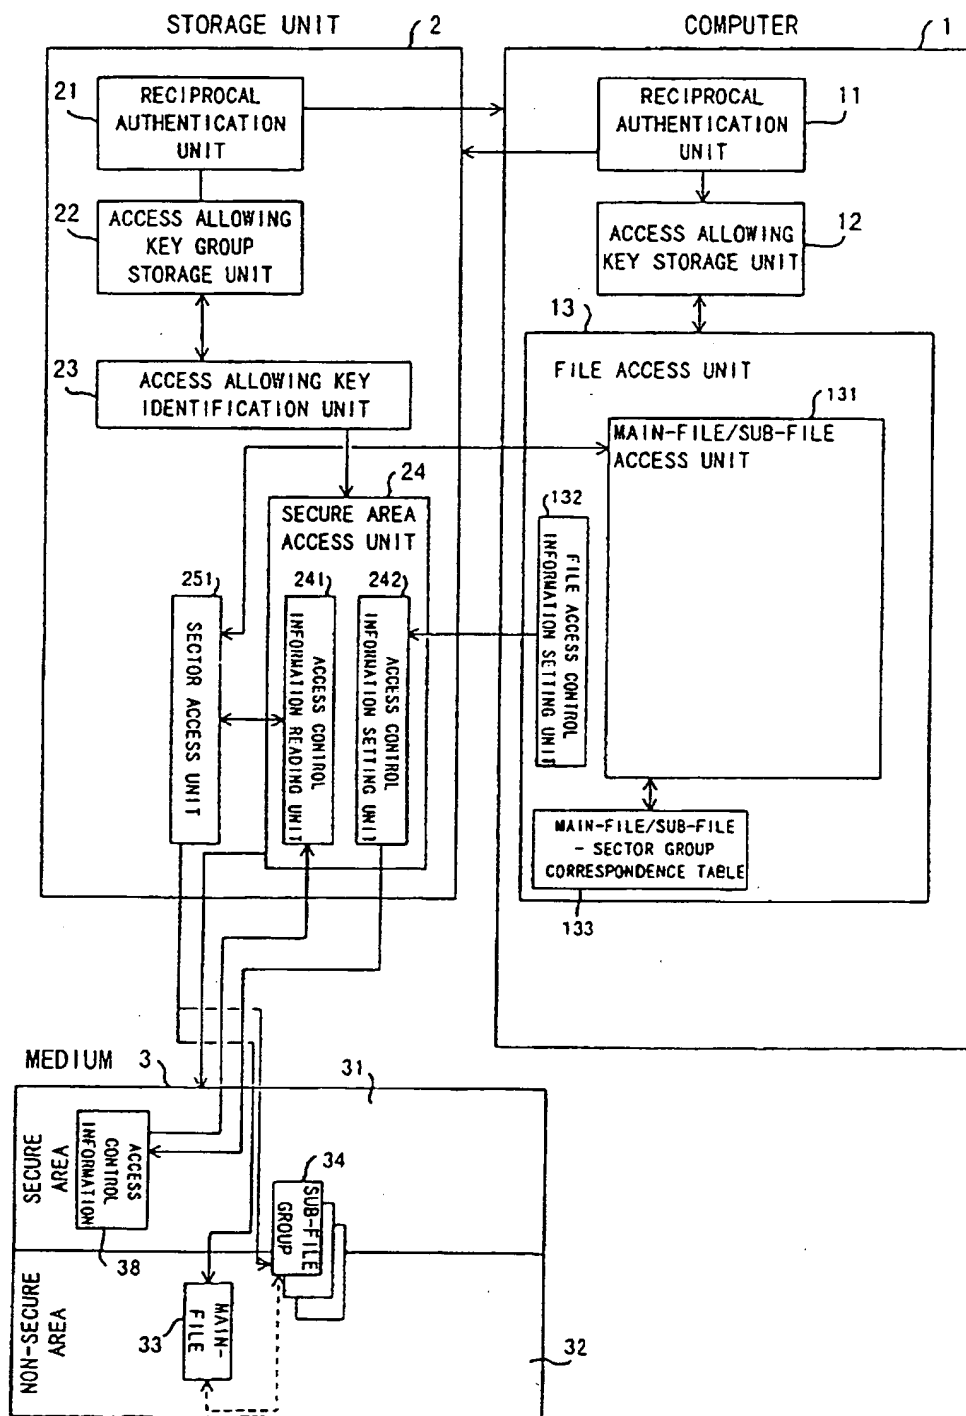 STORAGE UNIT
2
COMPUTER
1
21
RECIPROCAL
AUTHENTICATION
UNIT
11
RECIPROCAL
AUTHENTICATION
UNIT
22
ACCESS ALLOWING
KEY GROUP
STORAGE UNIT
12
ACCESS ALLOWING
KEY STORAGE UNIT
13
FILE ACCESS UNIT
23
ACCESS ALLOWING KEY
IDENTIFICATION UNIT
131
MAIN-FILE/SUB-FILE
ACCESS UNIT
24
SECURE AREA
ACCESS UNIT
132
FILE ACCESS CONTROL
INFORMATION SETTING UNIT
251
SECTOR ACCESS UNIT
241
ACCESS CONTROL
INFORMATION READING UNIT
242
ACCESS CONTROL
INFORMATION SETTING UNIT
MAIN-FILE/SUB-FILE
- SECTOR GROUP
CORRESPONDENCE TABLE
133
MEDIUM
3
31
SECURE
AREA
ACCESS
CONTROL
INFORMATION
38
34
SUB-FILE
GROUP
NON-SECURE
AREA
33
MAIN-
FILE
32